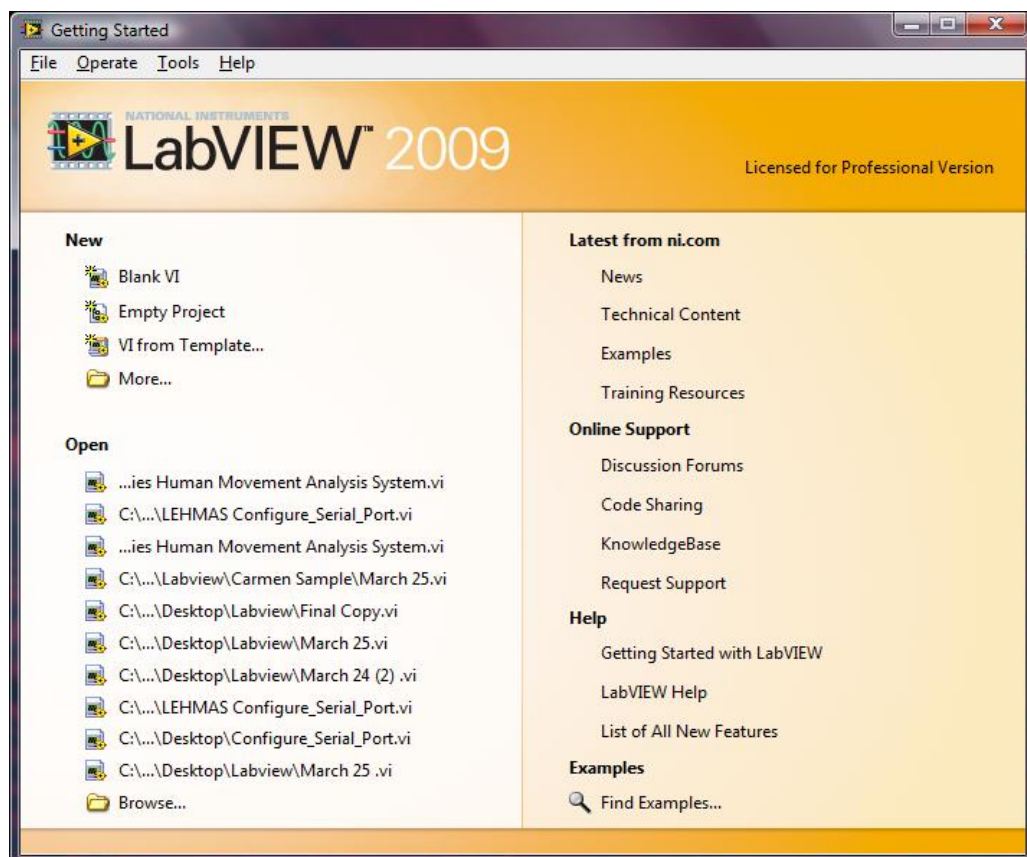 Getting Started
File Operate Tools Help
NATIONAL INSTRUMENTS
LabVIEW™ 2009
Licensed for Professional Version
New
Blank VI
Empty Project
VI from Template...
More...
Open
...ies Human Movement Analysis System.vi
C:\...\LEHMAS Configure_Serial_Port.vi
...ies Human Movement Analysis System.vi
C:\...\Labview\Carmen Sample\March 25.vi
C:\...\Desktop\Labview\Final Copy.vi
C:\...\Desktop\Labview\March 25.vi
C:\...\Desktop\Labview\March 24 (2) .vi
C:\...\LEHMAS Configure_Serial_Port.vi
C:\...\Desktop\Configure_Serial_Port.vi
C:\...\Desktop\Labview\March 25 .vi
Browse...
Latest from ni.com
News
Technical Content
Examples
Training Resources
Online Support
Discussion Forums
Code Sharing
KnowledgeBase
Request Support
Help
Getting Started with LabVIEW
LabVIEW Help
List of All New Features
Examples
Find Examples...